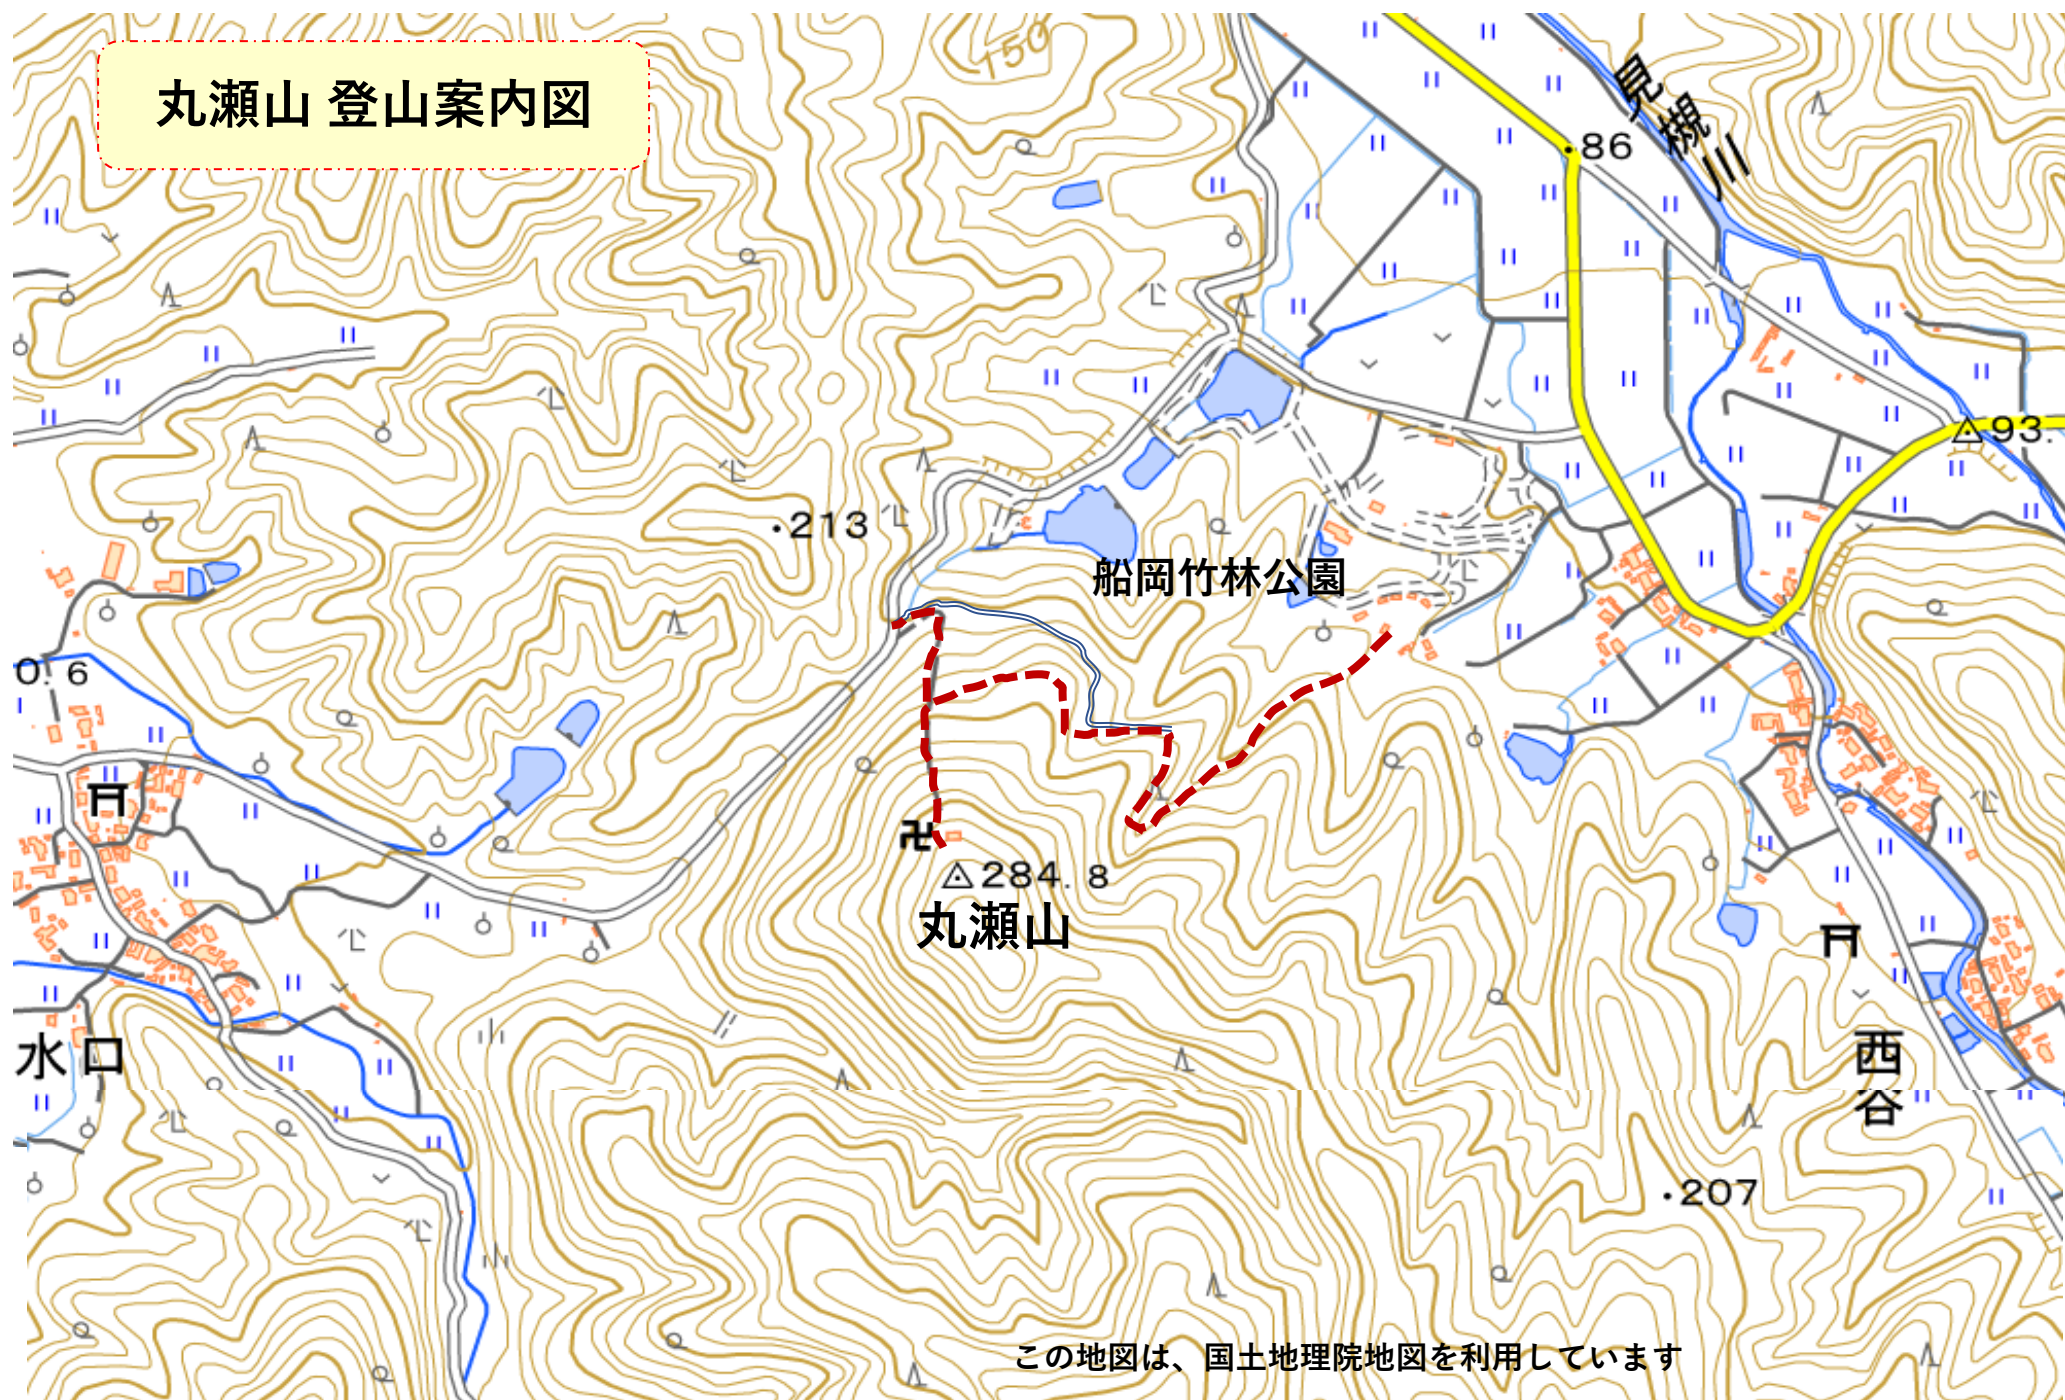 丸瀬山 登山案内図
150
86
見槻川
93.
213
船岡竹林公園
0.6
284.8
丸瀬山
水口
西谷
207
この地図は、国土地理院地図を利用しています